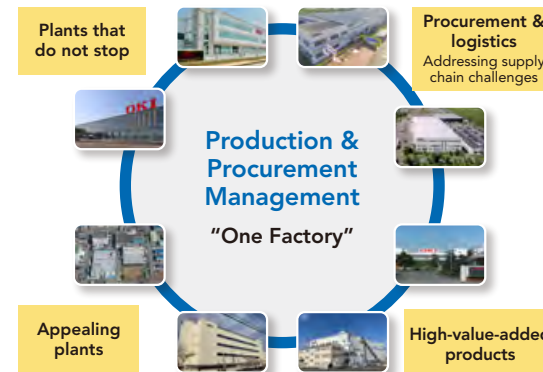 Plants that
do not stop
Procurement &
logistics
Addressing supply
chain challenges
OKI
Production &
Procurement
Management
"One Factory"
Appealing
plants
High-value-added
products